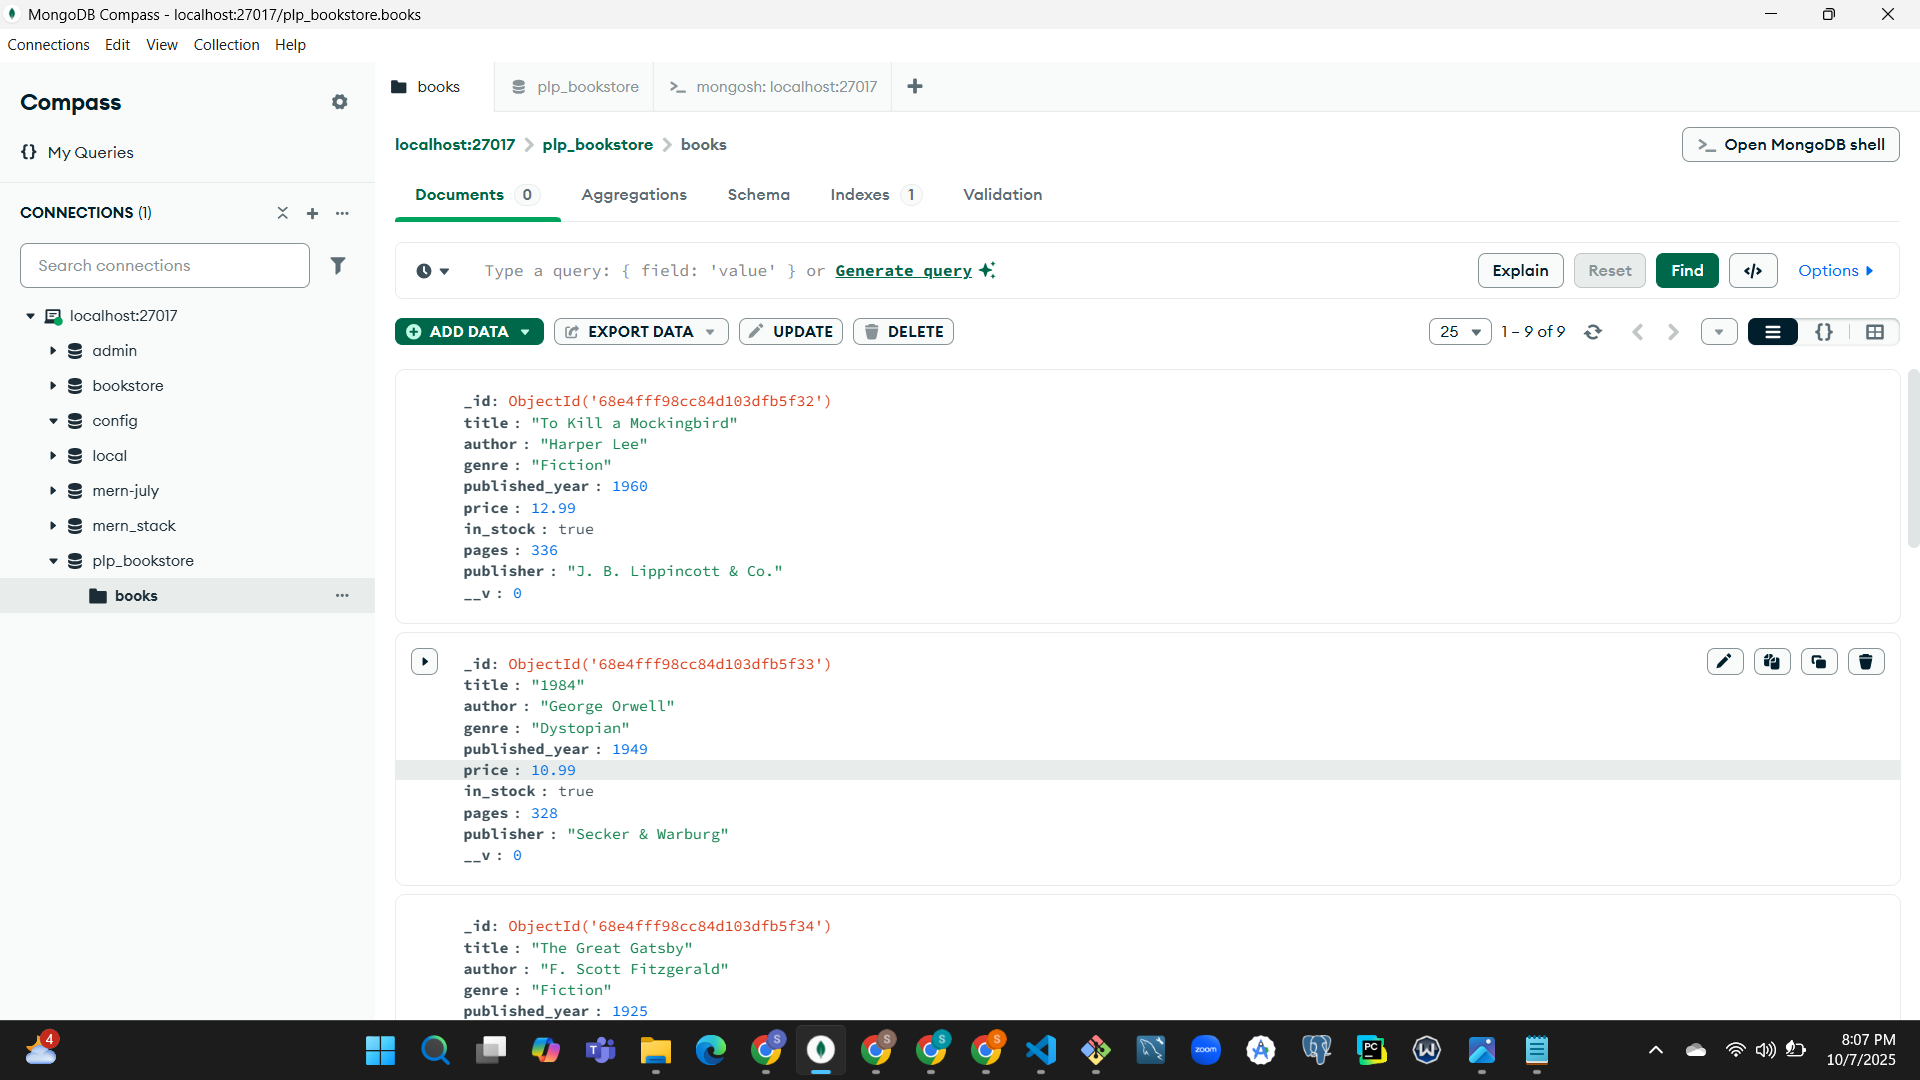 MongoDB Compass - localhost:27017/plp_bookstore.books
Connections Edit View Collection Help
Compass
My Queries
CONNECTIONS (1)
Search connections
localhost:27017
admin
bookstore
config
local
mern-july
mern_stack
plp_bookstore
books
books plp_bookstore mongosh: localhost:27017
localhost:27017 plp_bookstore books
Open MongoDB shell
Documents 0 Aggregations Schema Indexes 1 Validation
Type a query: { field: 'value' } or Generate query
Explain Reset Find </> Options
ADD DATA EXPORT DATA UPDATE DELETE
25 1 – 9 of 9 {}
_id: ObjectId('68e4fff98cc84d103dfb5f32')
title : "To Kill a Mockingbird"
author : "Harper Lee"
genre : "Fiction"
published_year : 1960
price : 12.99
in_stock : true
pages : 336
publisher : "J. B. Lippincott & Co."
__v : 0
_id: ObjectId('68e4fff98cc84d103dfb5f33')
title : "1984"
author : "George Orwell"
genre : "Dystopian"
published_year : 1949
price : 10.99
in_stock : true
pages : 328
publisher : "Secker & Warburg"
__v : 0
_id: ObjectId('68e4fff98cc84d103dfb5f34')
title : "The Great Gatsby"
author : "F. Scott Fitzgerald"
genre : "Fiction"
published_year : 1925
4
S
S
S
S
zoom
PC
W
8:07 PM
10/7/2025